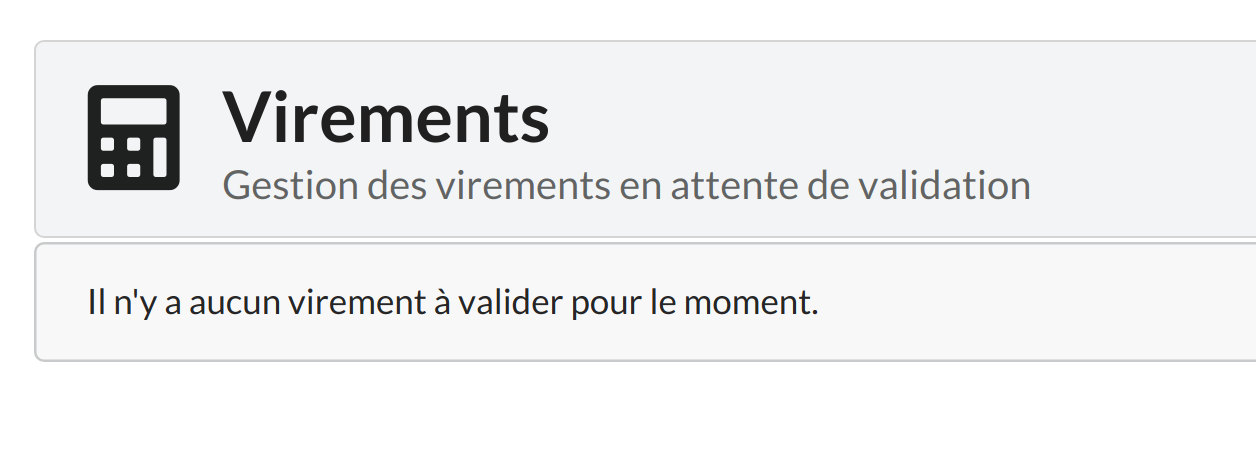 Virements
Gestion des virements en attente de validation
Il n'y a aucun virement à valider pour le moment.